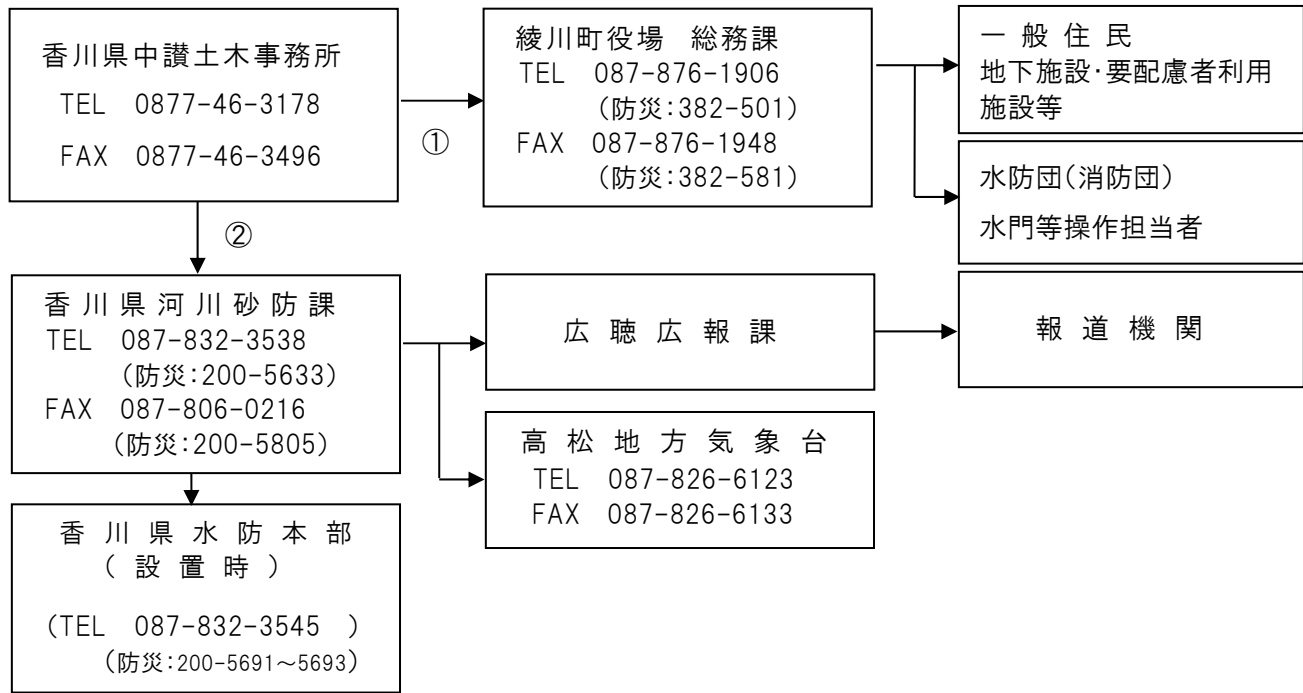 香川県中讃土木事務所
TEL 0877-46-3178
FAX 0877-46-3496
①
綾川町役場 総務課
TEL 087-876-1906
(防災:382-501)
FAX 087-876-1948
(防災:382-581)
一般住民
地下施設・要配慮者利用
施設等
水防団(消防団)
水門等操作担当者
②
香川県河川砂防課
TEL 087-832-3538
(防災:200-5633)
FAX 087-806-0216
(防災:200-5805)
広聴広報課
報道機関
高松地方気象台
TEL 087-826-6123
FAX 087-826-6133
香川県水防本部
(設置時)
(TEL 087-832-3545 )
(防災:200-5691~5693)